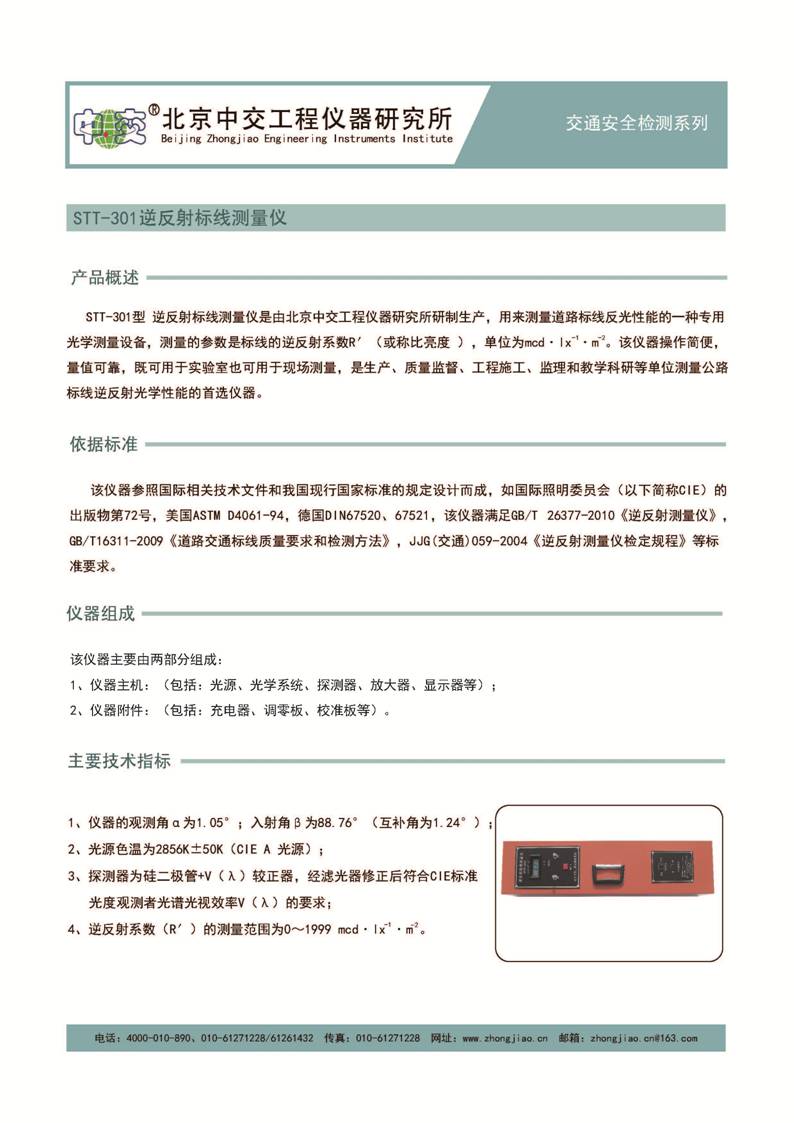 中交®北京中交工程仪器研究所
Beijing Zhongjiao Engineering Instruments Institute
交通安全检测系列
STT-301逆反射标线测量仪
产品概述
STT-301型 逆反射标线测量仪是由北京中交工程仪器研究所研制生产，用来测量道路标线反光性能的一种专用
光学测量设备，测量的参数是标线的逆反射系数R′（或称比亮度 ），单位为mcd·lx⁻¹·m⁻²。该仪器操作简便，
量值可靠，既可用于实验室也可用于现场测量，是生产、质量监督、工程施工、监理和教学科研等单位测量公路
标线逆反射光学性能的首选仪器。
依据标准
该仪器参照国际相关技术文件和我国现行国家标准的规定设计而成，如国际照明委员会（以下简称CIE）的
出版物第72号，美国ASTM D4061-94，德国DIN67520、67521，该仪器满足GB/T 26377-2010《逆反射测量仪》，
GB/T16311-2009《道路交通标线质量要求和检测方法》，JJG(交通)059-2004《逆反射测量仪检定规程》等标
准要求。
仪器组成
该仪器主要由两部分组成：
1、仪器主机：（包括：光源、光学系统、探测器、放大器、显示器等）；
2、仪器附件：（包括：充电器、调零板、校准板等）。
主要技术指标
1、仪器的观测角α为1.05°；入射角β为88.76°（互补角为1.24°）；
2、光源色温为2856K±50K（CIE A 光源）；
3、探测器为硅二极管+V（λ）较正器，经滤光器修正后符合CIE标准
光度观测者光谱光视效率V（λ）的要求；
4、逆反射系数（R′）的测量范围为0～1999 mcd·lx⁻¹·m⁻²。
电话：4000-010-890、010-61271228/61261432 传真：010-61271228 网址：www.zhongjiao.cn 邮箱：zhongjiao.cn@163.com